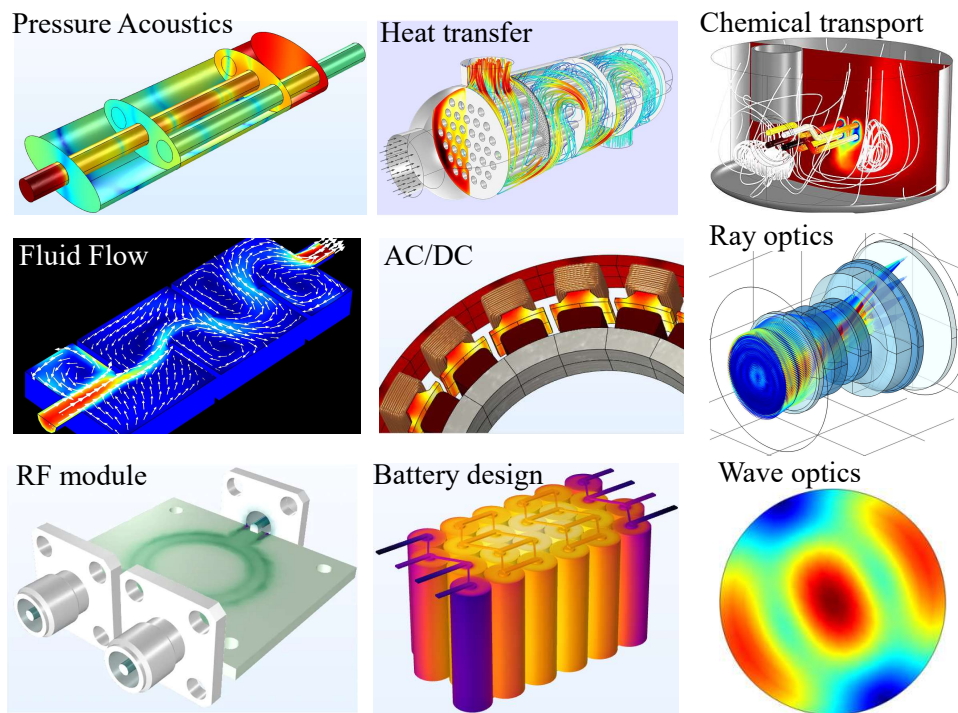 Pressure Acoustics
Heat transfer
Chemical transport
Fluid Flow
AC/DC
Ray optics
RF module
Battery design
Wave optics